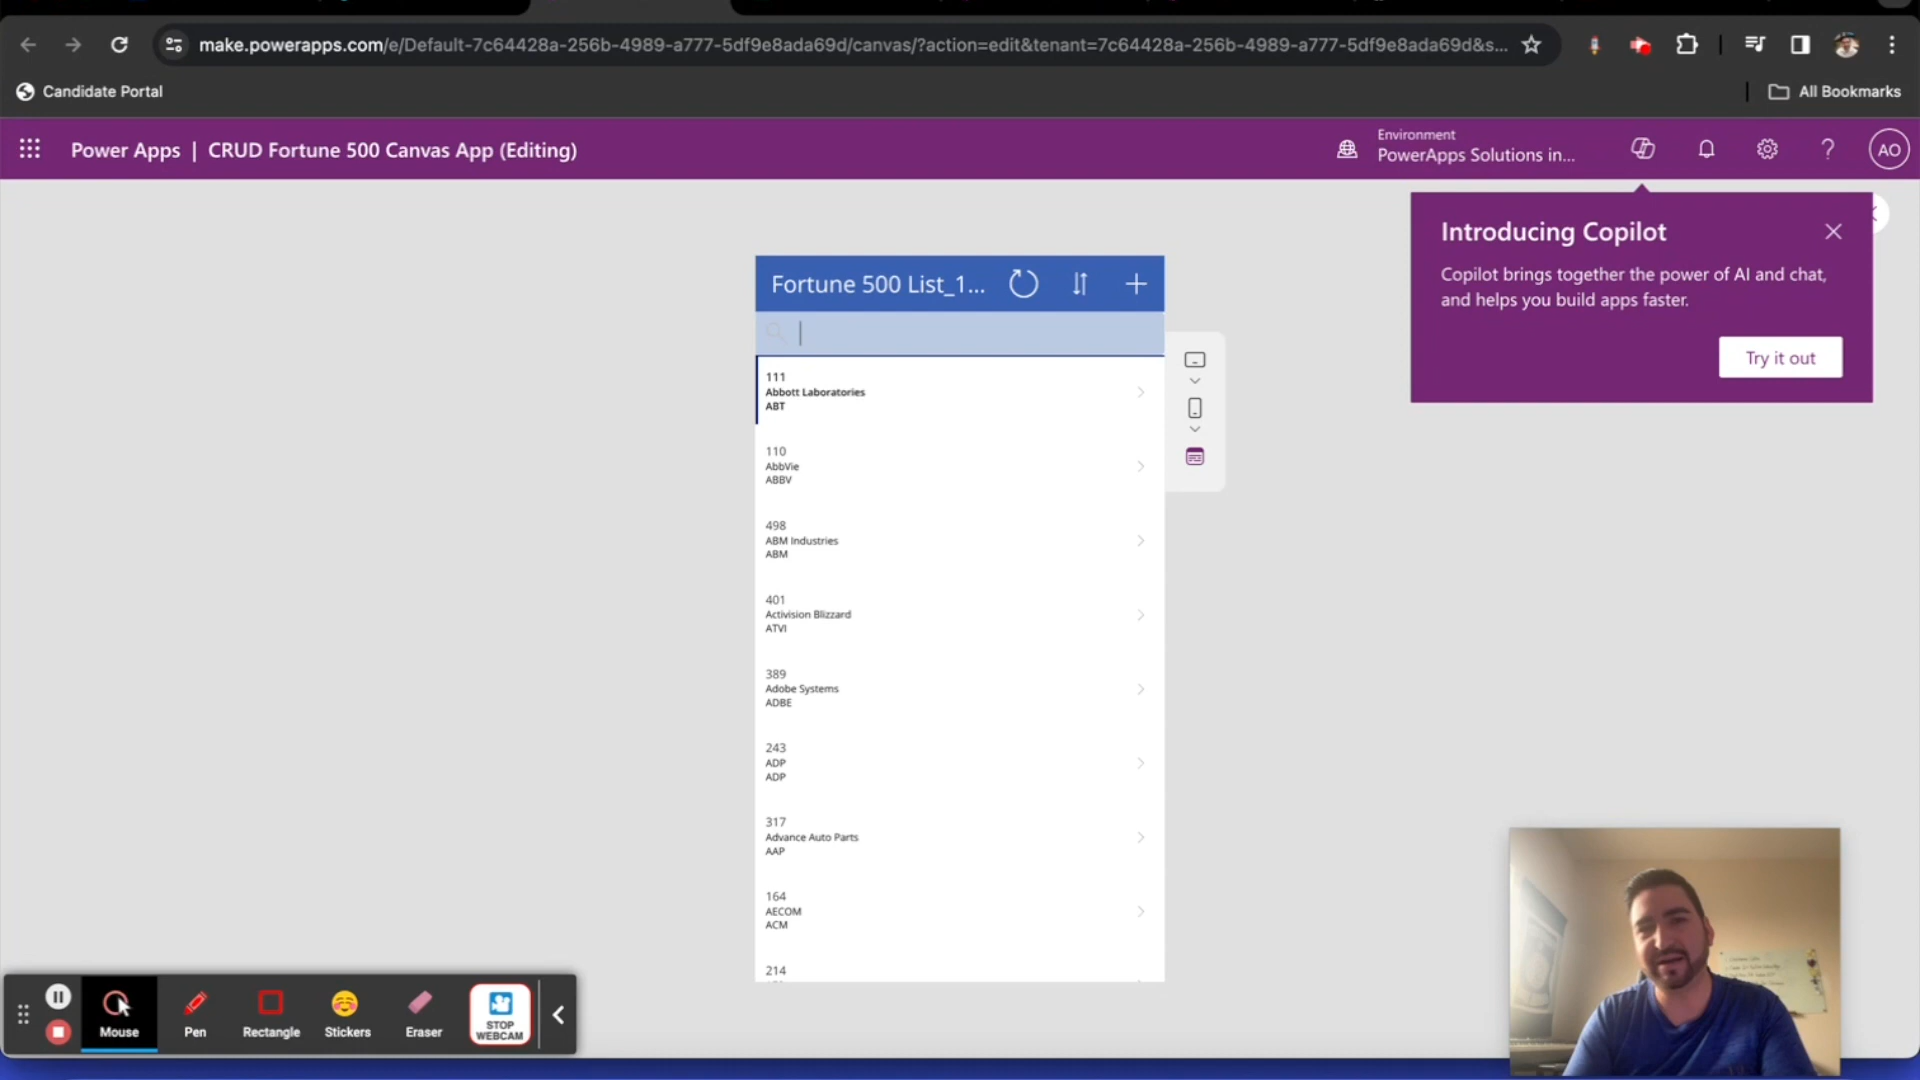 make.powerapps.com/e/Default-7c64428a-256b-4989-a777-5df9e8ada69d/canvas/?action=edit&tenant=7c64428a-256b-4989-a777-5df9e8ada69d&s...
Candidate Portal
All Bookmarks
Power Apps | CRUD Fortune 500 Canvas App (Editing)
Environment
PowerApps Solutions in...
AO
Introducing Copilot
Copilot brings together the power of AI and chat,
and helps you build apps faster.
Try it out
Fortune 500 List_1...
111
Abbott Laboratories
ABT
110
AbbVie
ABBV
498
ABM Industries
ABM
401
Activision Blizzard
ATVI
389
Adobe Systems
ADBE
243
ADP
ADP
317
Advance Auto Parts
AAP
164
AECOM
ACM
214
Mouse
Pen
Rectangle
Stickers
Eraser
STOP
WEBCAM